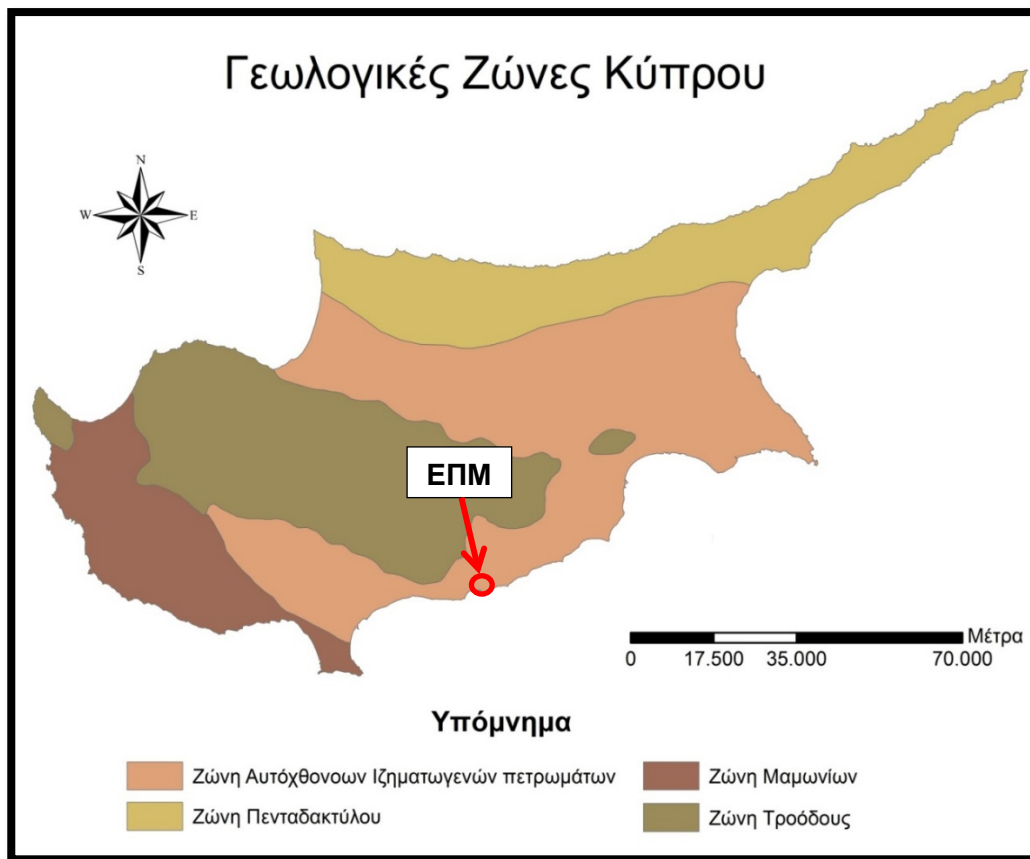 Γεωλογικές Ζώνες Κύπρου
N
W E
S
ΕΠΜ
Μέτρα
0 17.500 35.000 70.000
Υπόμνημα
Ζώνη Αυτόχθονοων Ιζηματωγενών πετρωμάτων
Ζώνη Μαμωνίων
Ζώνη Πενταδακτύλου
Ζώνη Τροόδους